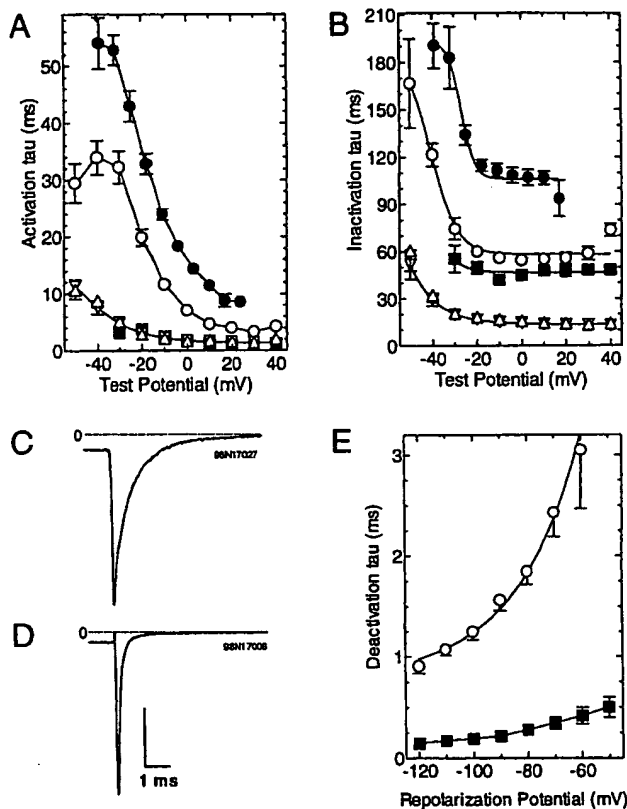 A
Activation tau (ms)
50
40
30
20
10
0
-40 -20 0 20 40
Test Potential (mV)
B
Inactivation tau (ms)
210
180
150
120
90
60
30
0
-40 -20 0 20 40
Test Potential (mV)
C
0
98N17027
D
0
98N17006
1 ms
E
Deactivation tau (ms)
3
2
1
0
-120 -100 -80 -60
Repolarization Potential (mV)